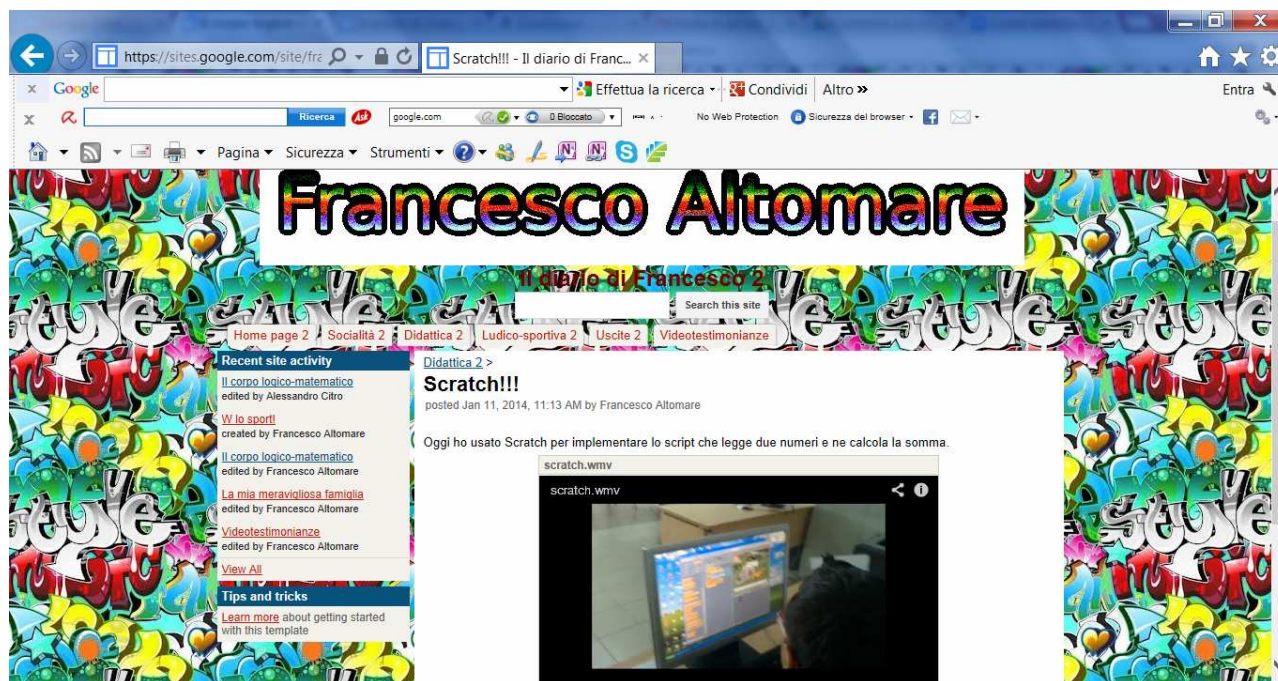 https://sites.google.com/site/fra
Scratch!!! - Il diario di Franc...
x Google
Effettua la ricerca
Condividi
Altro »
Entra
x
Ricerca
Ask
google.com
0 Bloccato
No Web Protection
Sicurezza del browser
Pagina
Sicurezza
Strumenti
Francesco Altomare
Il diario di Francesco 2
Search this site
Home page 2
Socialità 2
Didattica 2
Ludico-sportiva 2
Uscite 2
Videotestimonianze
Recent site activity
Il corpo logico-matematico
edited by Alessandro Citro
W lo sport!
created by Francesco Altomare
Il corpo logico-matematico
edited by Francesco Altomare
La mia meravigliosa famiglia
edited by Francesco Altomare
Videotestimonianze
edited by Francesco Altomare
View All
Tips and tricks
Learn more about getting started
with this template
Didattica 2 >
Scratch!!!
posted Jan 11, 2014, 11:13 AM by Francesco Altomare
Oggi ho usato Scratch per implementare lo script che legge due numeri e ne calcola la somma.
scratch.wmv
scratch.wmv